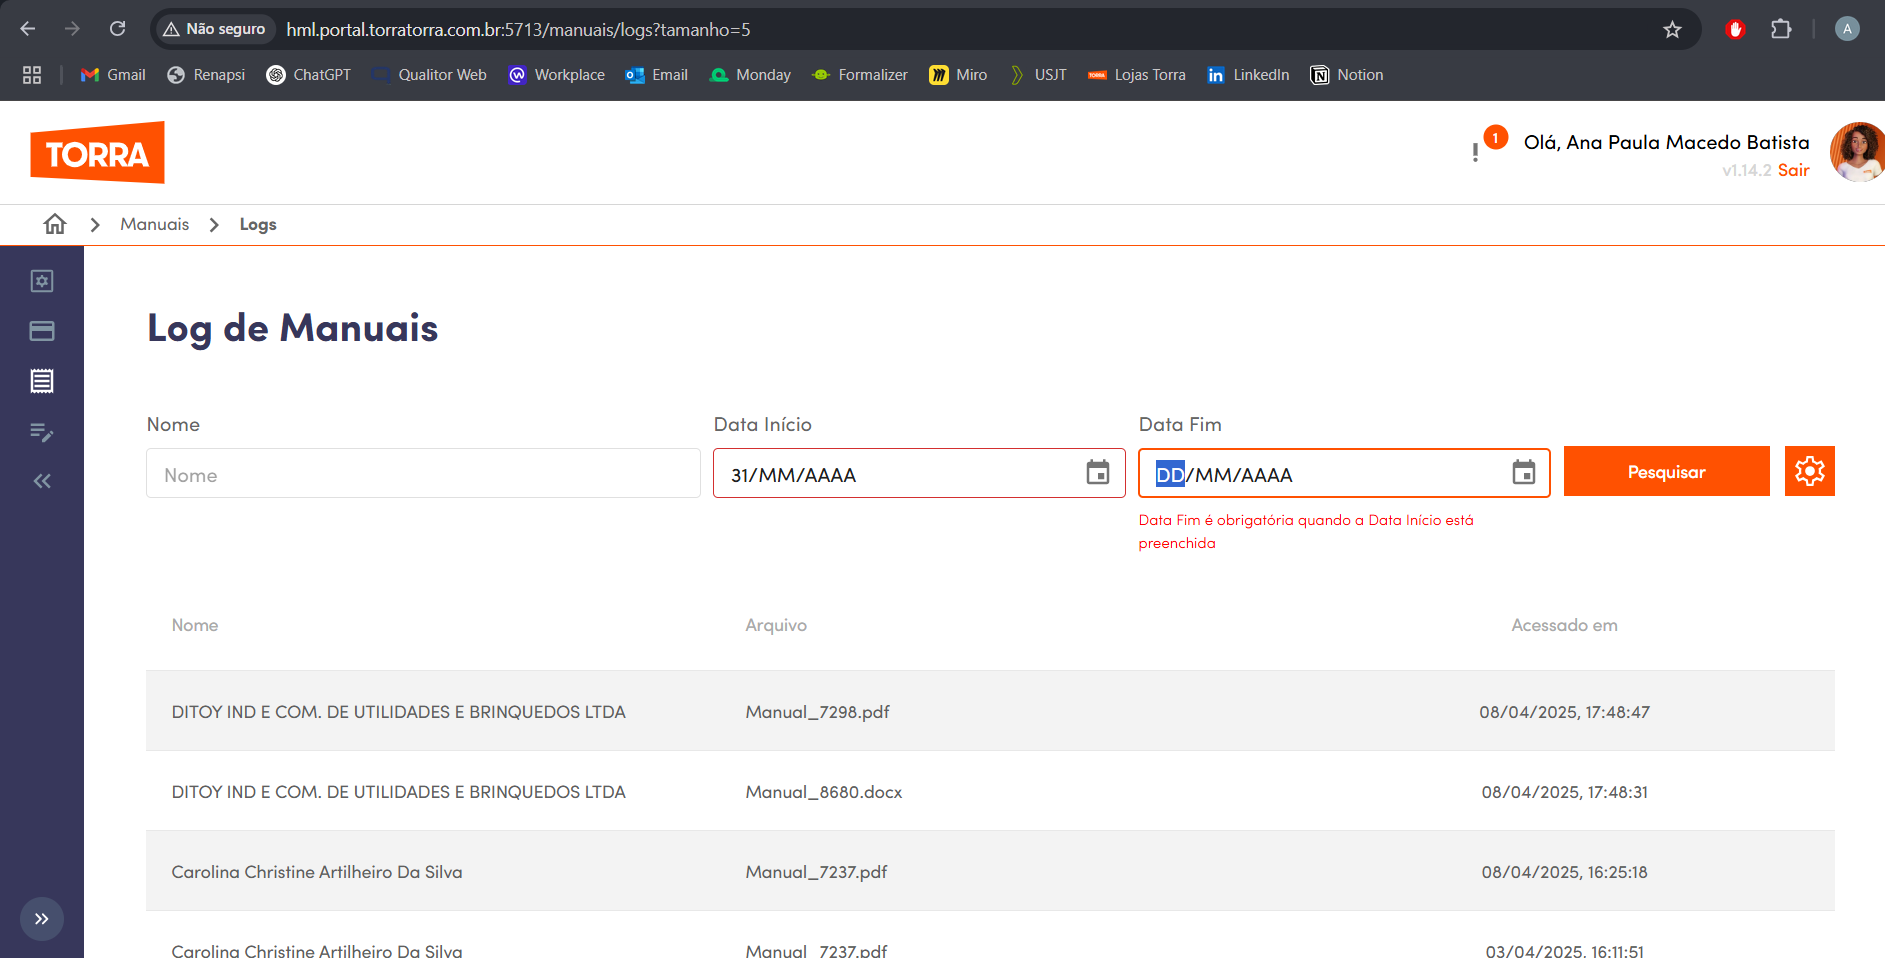 Não seguro hml.portal.torratorra.com.br:5713/manuais/logs?tamanho=5 A
Gmail Renapsi ChatGPT Qualitor Web Workplace Email Monday Formalizer Miro USJT Lojas Torra LinkedIn Notion
TORRA
1 Olá, Ana Paula Macedo Batista
v1.14.2 Sair
Manuais Logs
Log de Manuais
Nome Data Início Data Fim
Nome 31/MM/AAAA DD/MM/AAAA Pesquisar
Data Fim é obrigatória quando a Data Início está
preenchida
Nome Arquivo Acessado em
DITOY IND E COM. DE UTILIDADES E BRINQUEDOS LTDA Manual_7298.pdf 08/04/2025, 17:48:47
DITOY IND E COM. DE UTILIDADES E BRINQUEDOS LTDA Manual_8680.docx 08/04/2025, 17:48:31
Carolina Christine Artilheiro Da Silva Manual_7237.pdf 08/04/2025, 16:25:18
Carolina Christine Artilheiro Da Silva Manual_7237.pdf 03/04/2025, 16:11:51